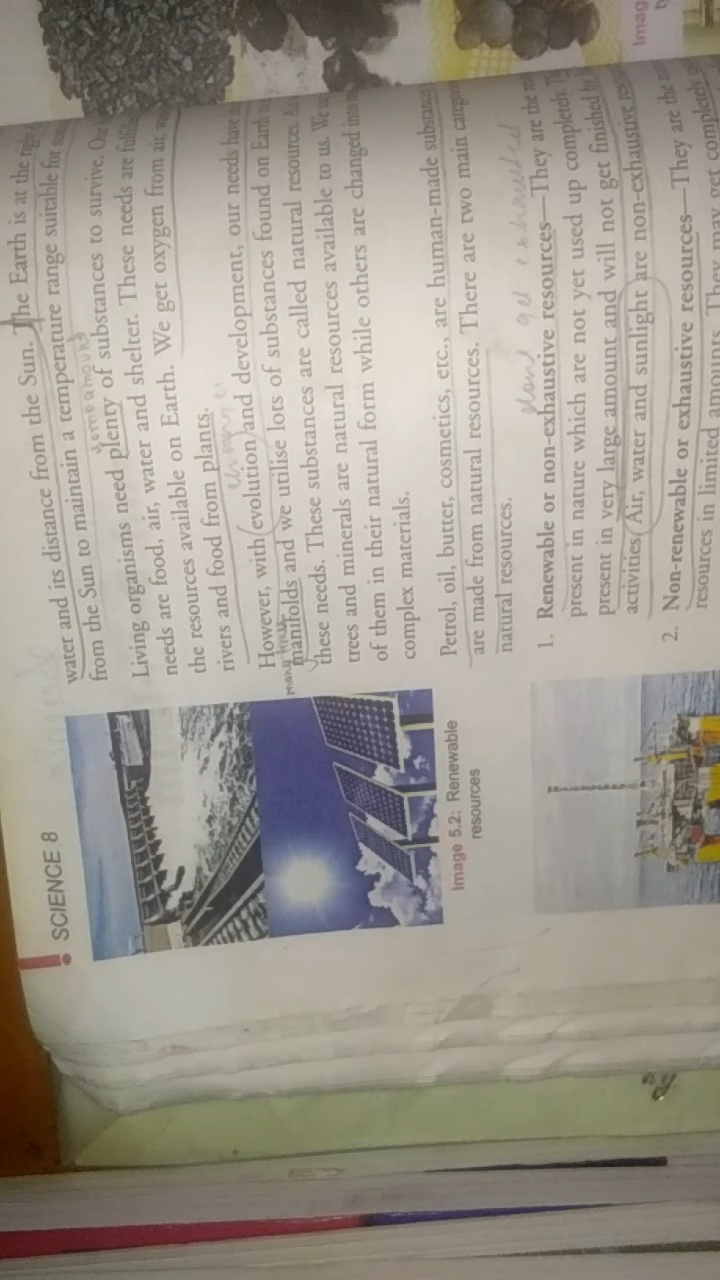 SCIENCE 8
water and its distance from the Sun. The Earth is at the right
from the Sun to maintain a temperature range suitable for
Living organisms need plenty of substances to survive. Our
needs are food, air, water and shelter. These needs are
the resources available on Earth. We get oxygen from air,
rivers and food from plants.
However, with evolution and development, our needs have
manifolds and we utilise lots of substances found on Earth
these needs. These substances are called natural resources.
trees and minerals are natural resources available to us. We
of them in their natural form while others are changed into
complex materials.
Petrol, oil, butter, cosmetics, etc., are human-made substances
are made from natural resources. There are two main
natural resources.
1. Renewable or non-exhaustive resources—They are the
present in nature which are not yet used up completely.
present in very large amount and will not get finished by
activities. Air, water and sunlight are non-exhaustive
2. Non-renewable or exhaustive resources—They are the
resources in limited amounts. They may get completely
Image 5.2: Renewable
resources